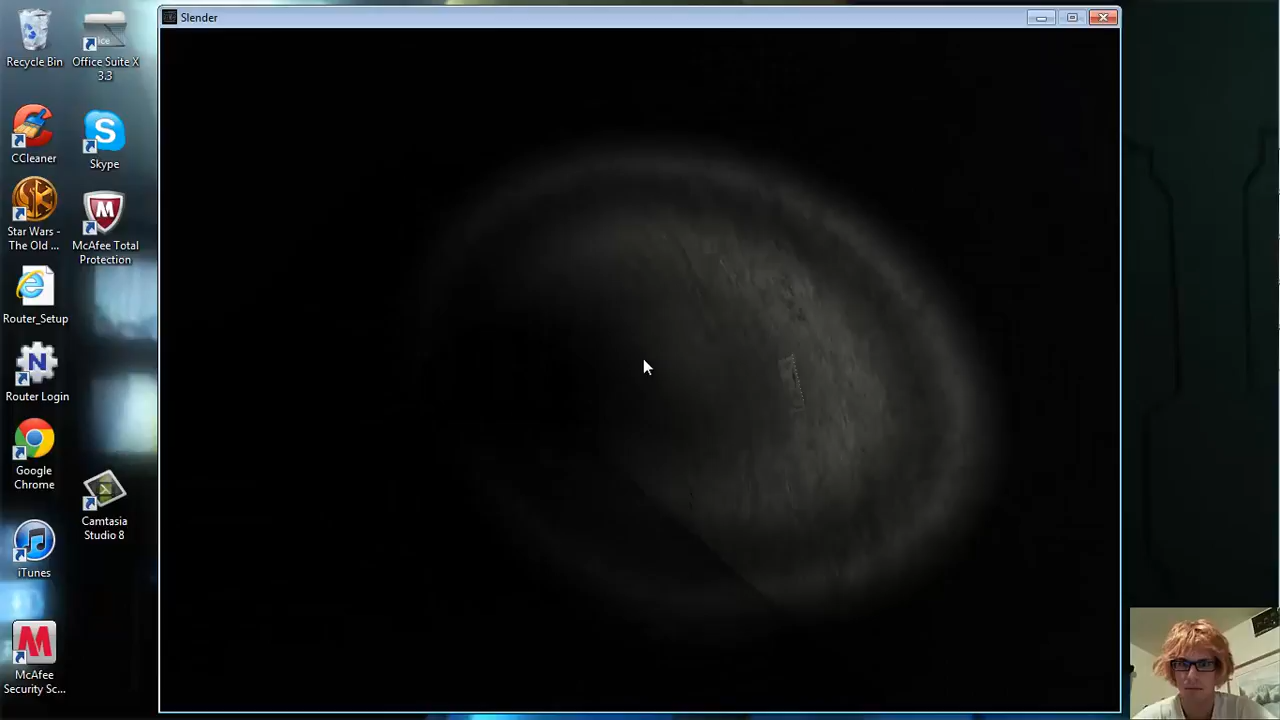 Slender
Recycle Bin
Office Suite X
3.3
CCleaner
Skype
Star Wars -
The Old ...
McAfee Total
Protection
Router_Setup
Router Login
Google
Chrome
Camtasia
Studio 8
iTunes
McAfee
Security Sc...